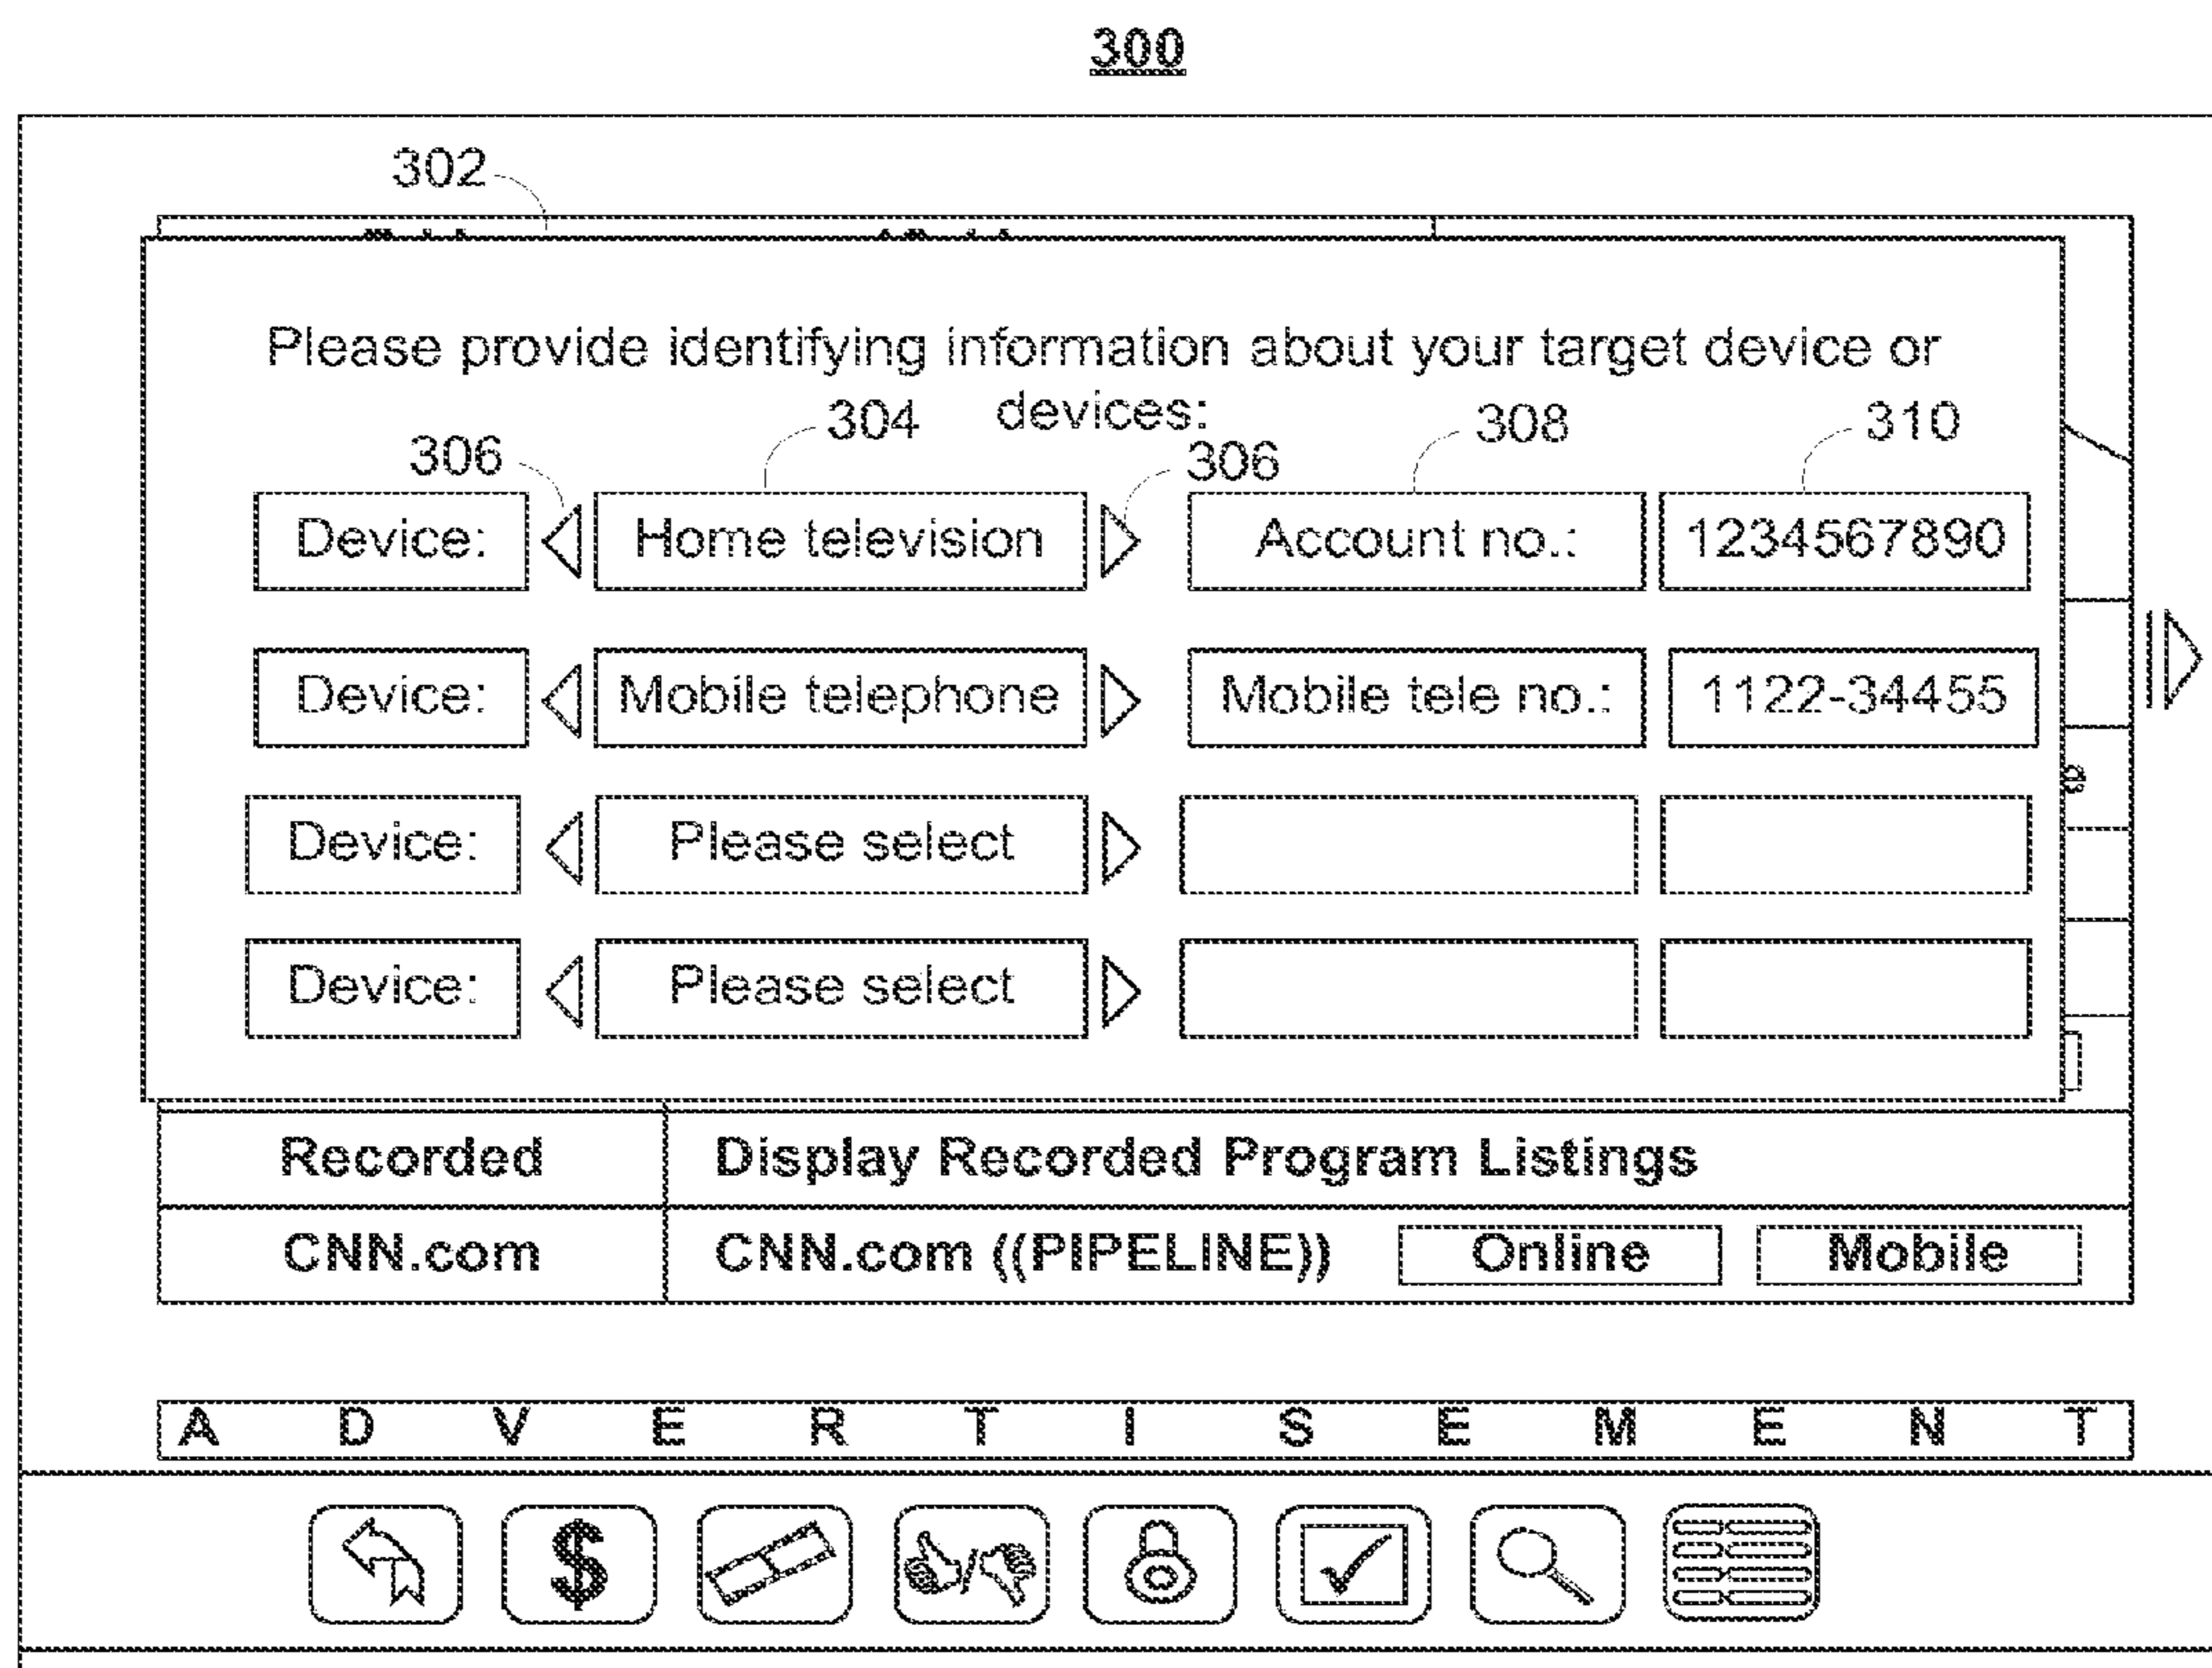 300
302
Please provide identifying information about your target device or
devices:
304
308
310
306
306
Device:
Home television
Account no.:
1234567890
Device:
Mobile telephone
Mobile tele no.:
1122-34455
Device:
Please select
Device:
Please select
Recorded
Display Recorded Program Listings
CNN.com
CNN.com ((PIPELINE))
Online
Mobile
A D V E R T I S E M E N T
$